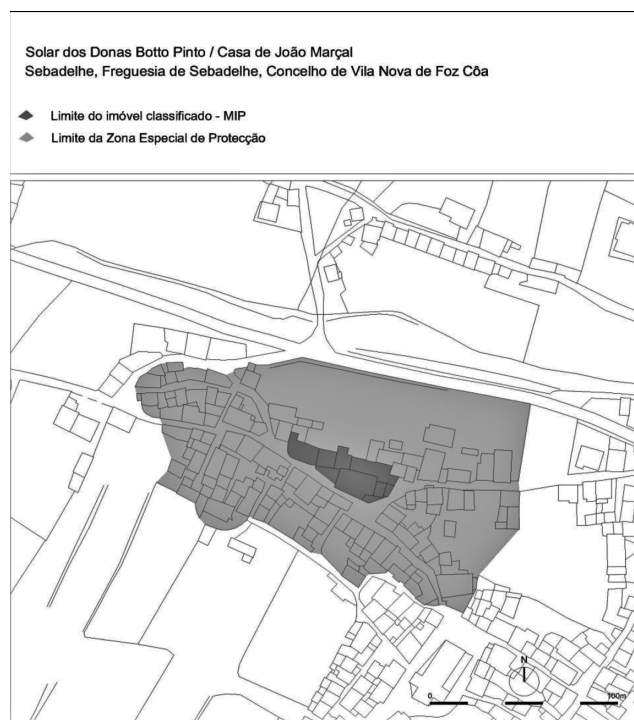 Solar dos Donas Botto Pinto / Casa de João Marçal
Sebadelhe, Freguesia de Sebadelhe, Concelho de Vila Nova de Foz Côa
Limite do imóvel classificado - MIP
Limite da Zona Especial de Protecção
N
0 100m